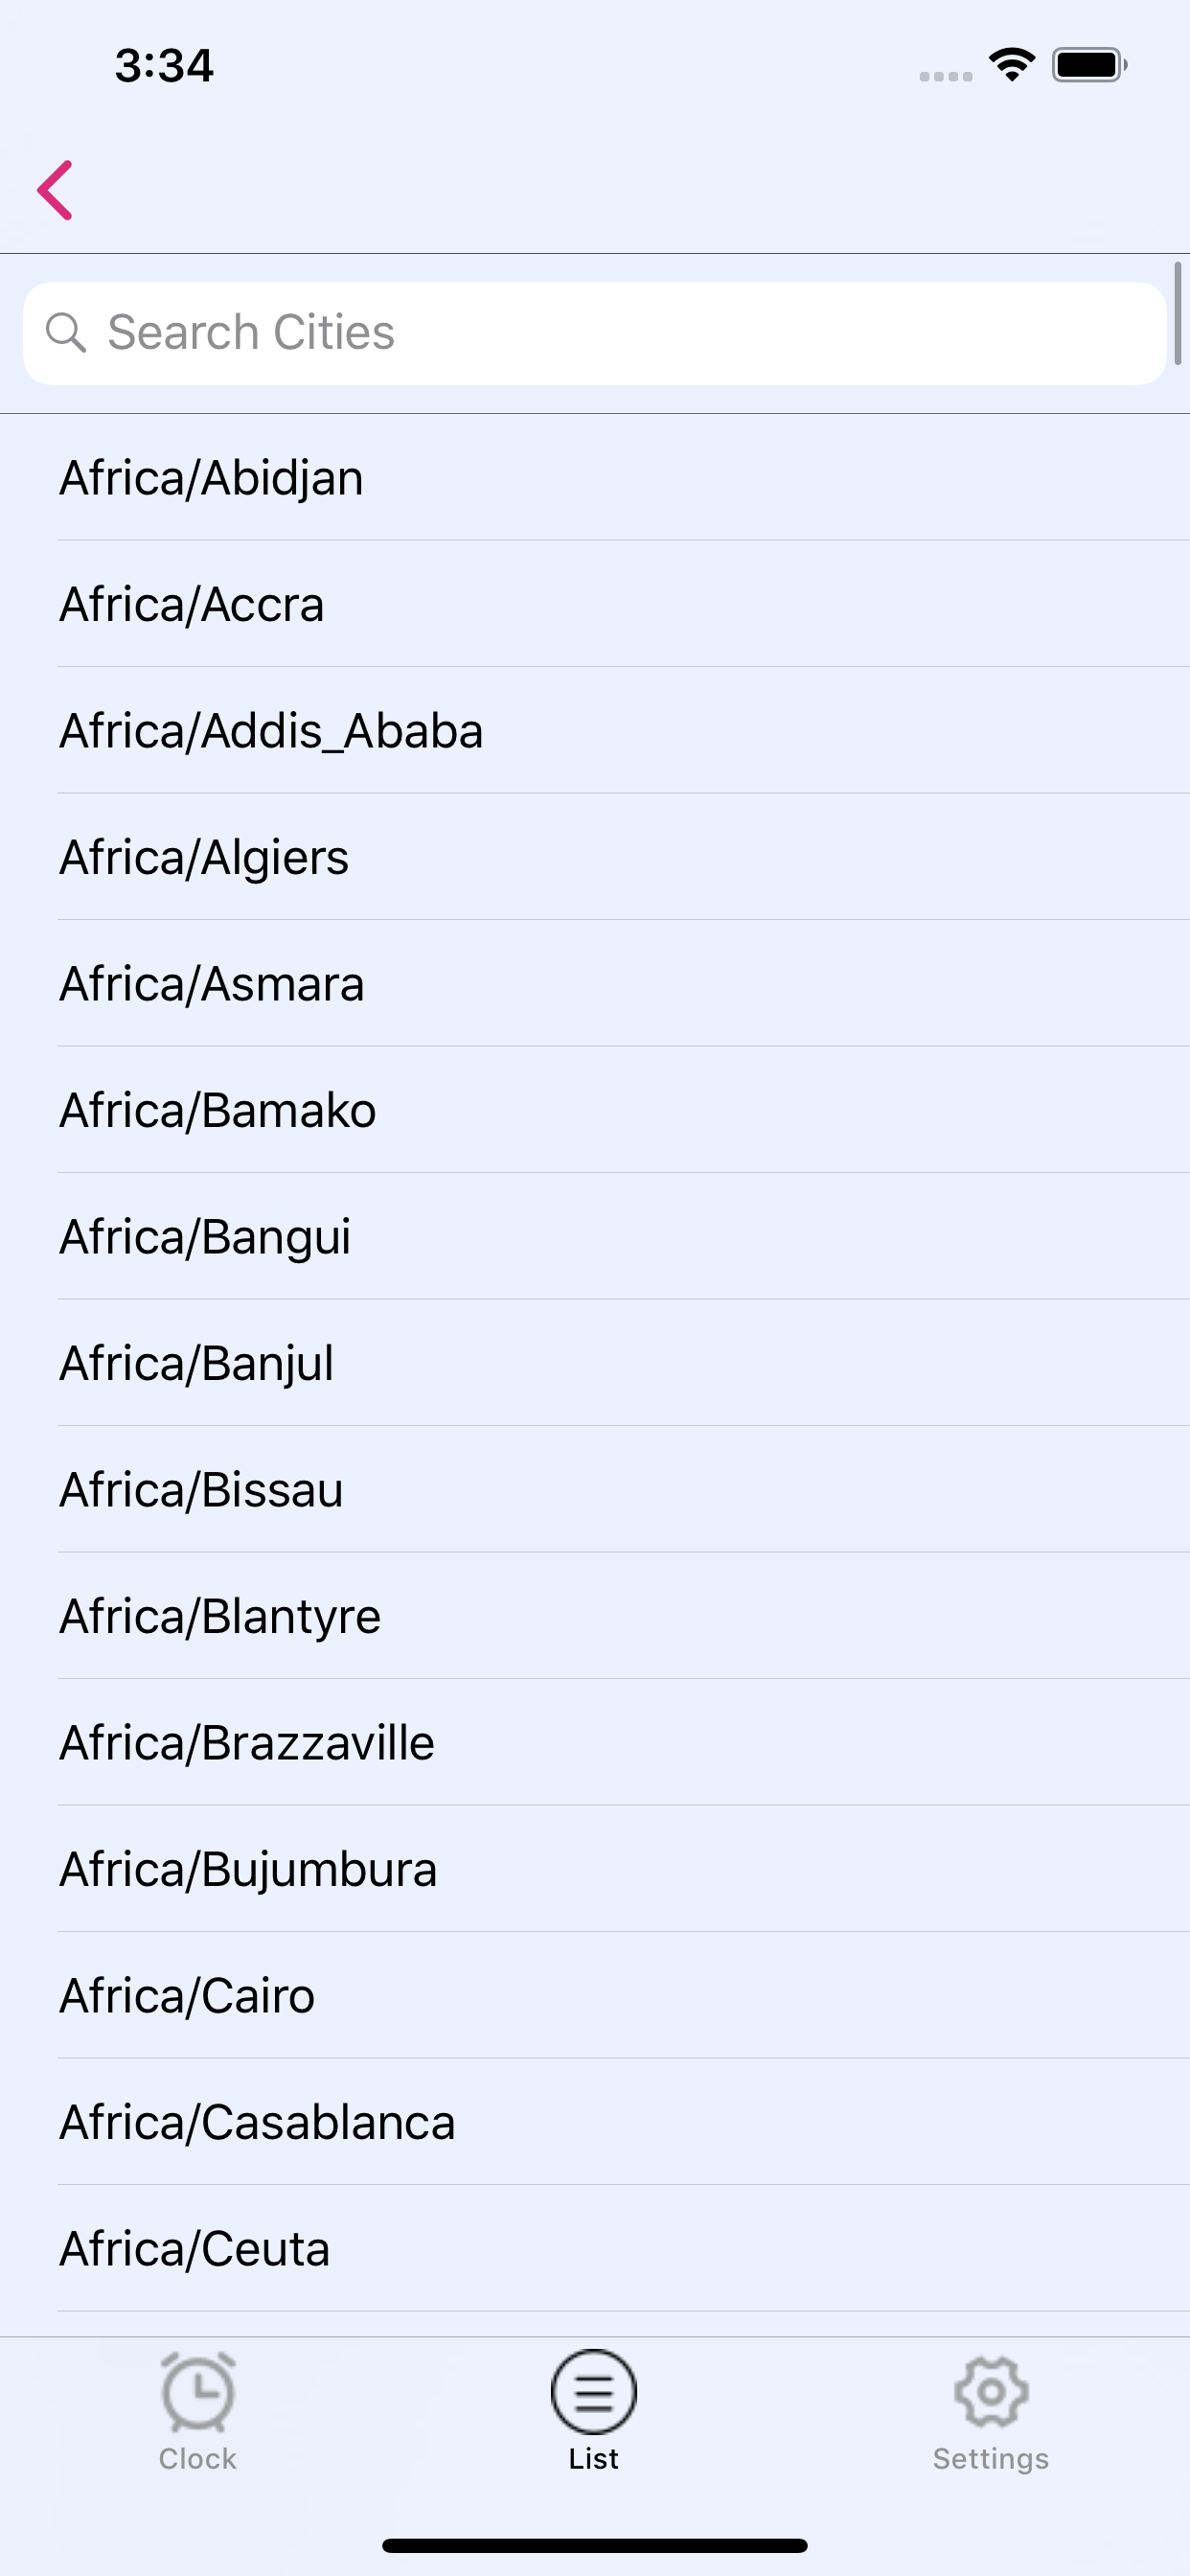 3:34
Search Cities
Africa/Abidjan
Africa/Accra
Africa/Addis_Ababa
Africa/Algiers
Africa/Asmara
Africa/Bamako
Africa/Bangui
Africa/Banjul
Africa/Bissau
Africa/Blantyre
Africa/Brazzaville
Africa/Bujumbura
Africa/Cairo
Africa/Casablanca
Africa/Ceuta
Clock
List
Settings